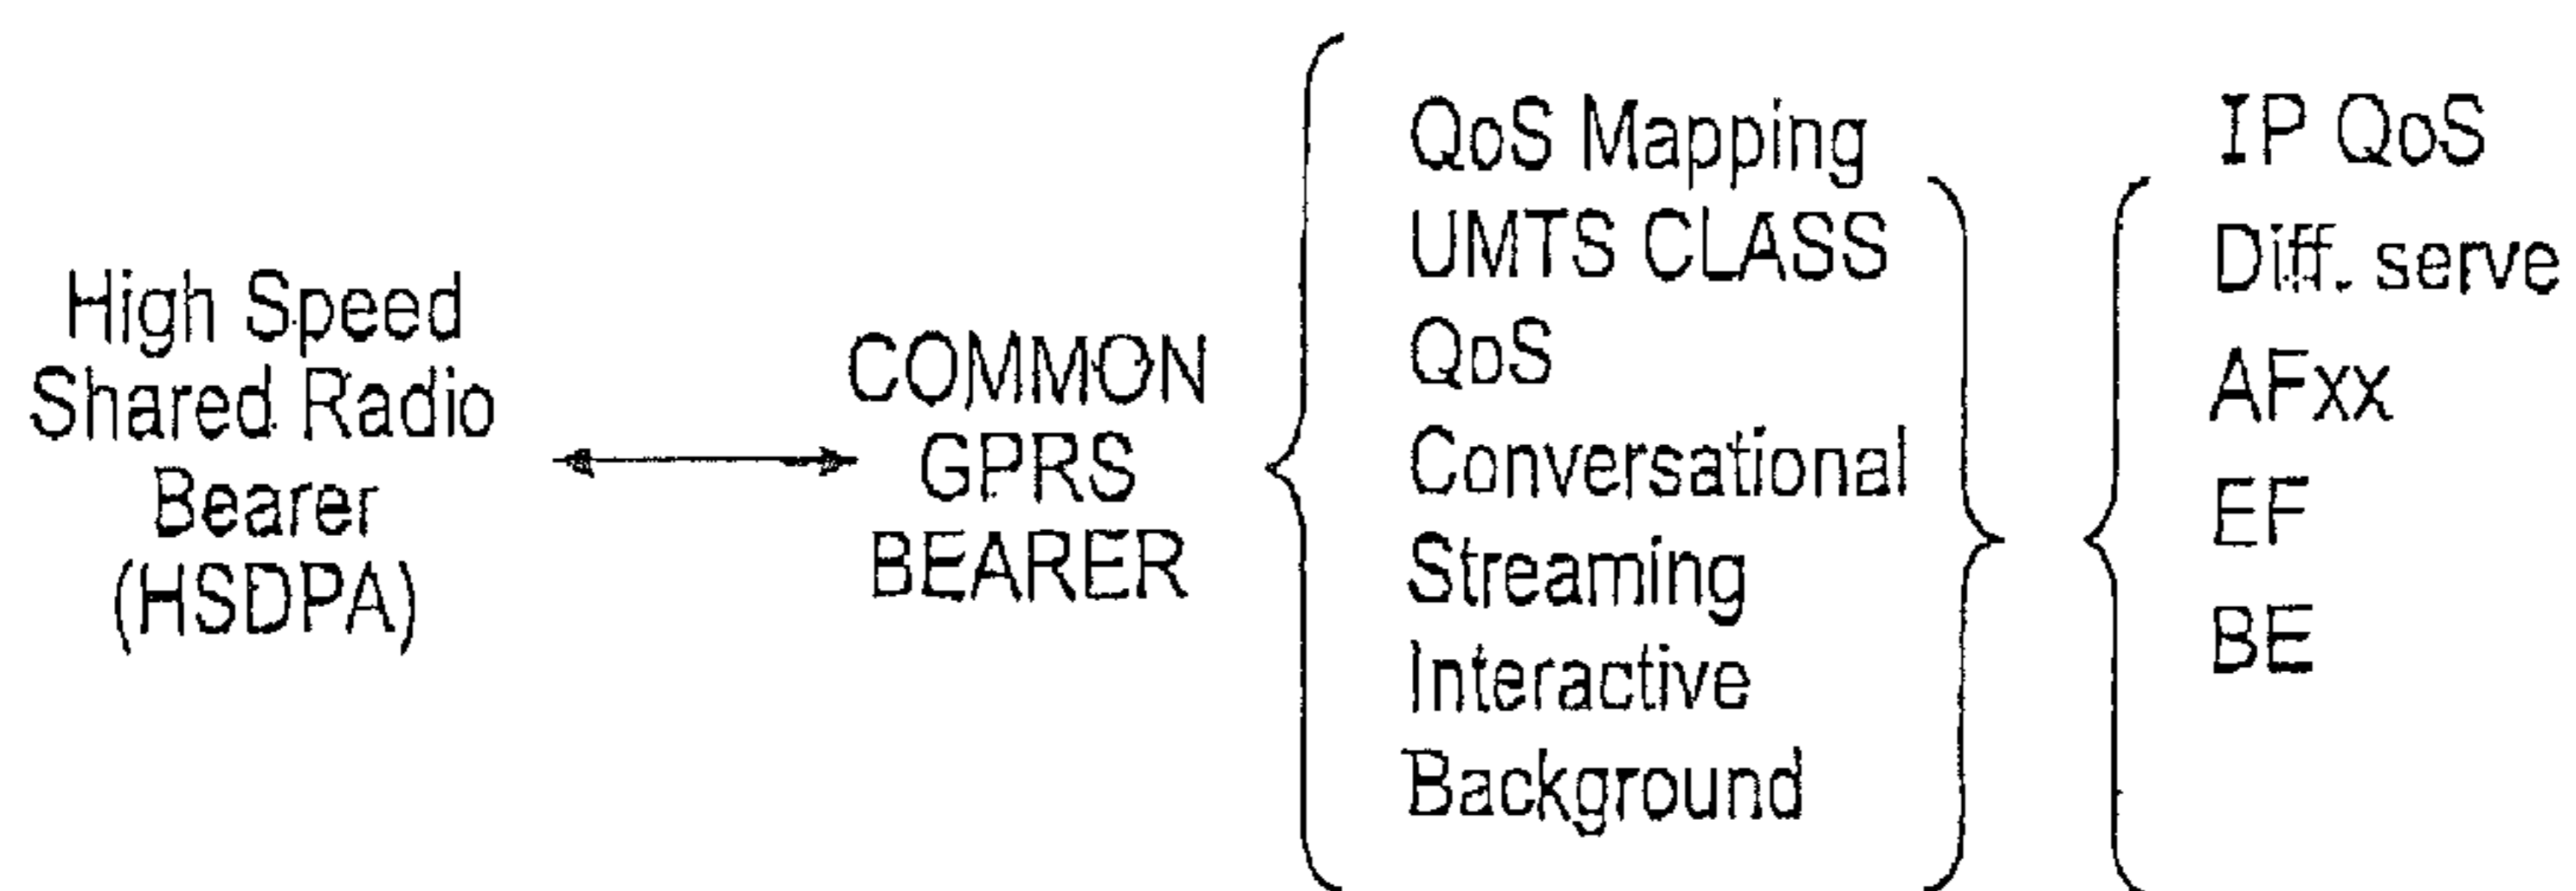 High Speed
Shared Radio
Bearer
(HSDPA)
COMMON
GPRS
BEARER
QoS Mapping
UMTS CLASS
QoS
Conversational
Streaming
Interactive
Background
IP QoS
Diff. serve
AFxx
EF
BE